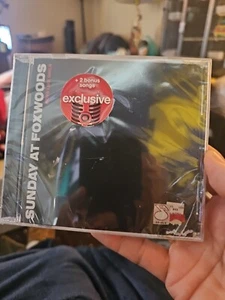 SUNDAY AT FOXWOODS
+ 2 bonus
songs
exclusive